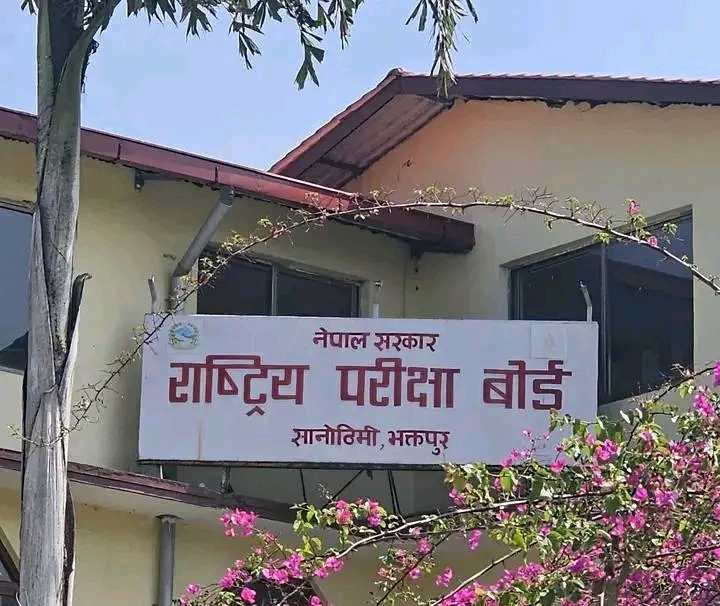 नेपाल सरकार
राष्ट्रिय परीक्षा बोर्ड
सानोठिमी, भक्तपुर